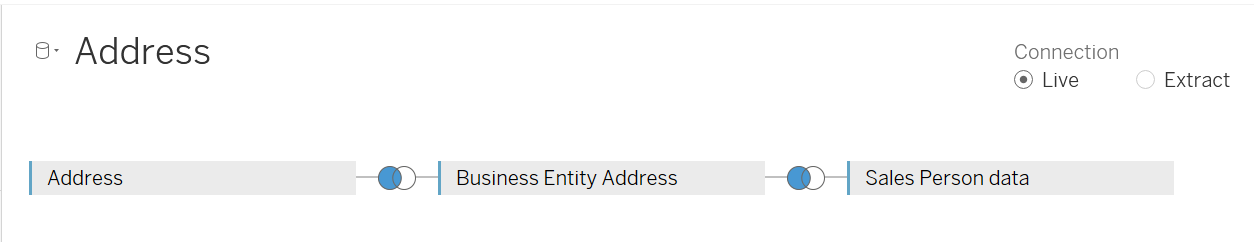 Address
Connection
Live
Extract
Address
Business Entity Address
Sales Person data